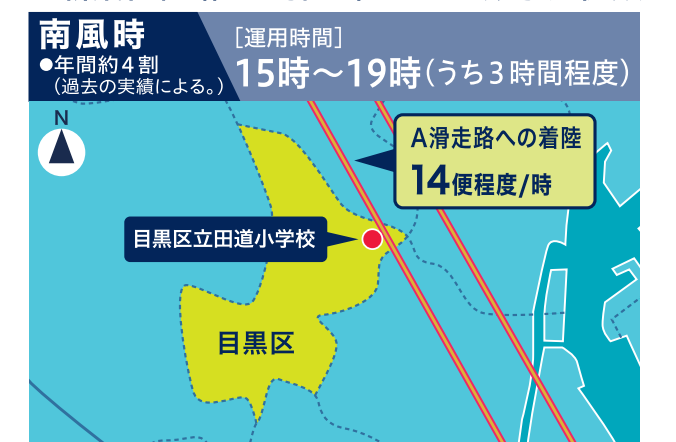 南風時
●年間約4割
（過去の実績による。）
［運用時間］
15時～19時（うち3時間程度）
N
A滑走路への着陸
14便程度/時
目黒区立田道小学校
目黒区